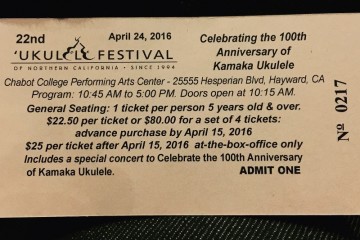 22nd
April 24, 2016
'UKULELE FESTIVAL
OF NORTHERN CALIFORNIA • SINCE 1994
Celebrating the 100th
Anniversary of
Kamaka Ukulele
Chabot College Performing Arts Center - 25555 Hesperian Blvd, Hayward, CA
Program: 10:45 AM to 5:00 PM. Doors open at 10:15 AM.
General Seating: 1 ticket per person 5 years old & over.
$22.50 per ticket or $80.00 for a set of 4 tickets:
advance purchase by April 15, 2016
$25 per ticket after April 15, 2016 at-the-box-office only
Includes a special concert to Celebrate the 100th Anniversary
of Kamaka Ukulele.
ADMIT ONE
No 0217